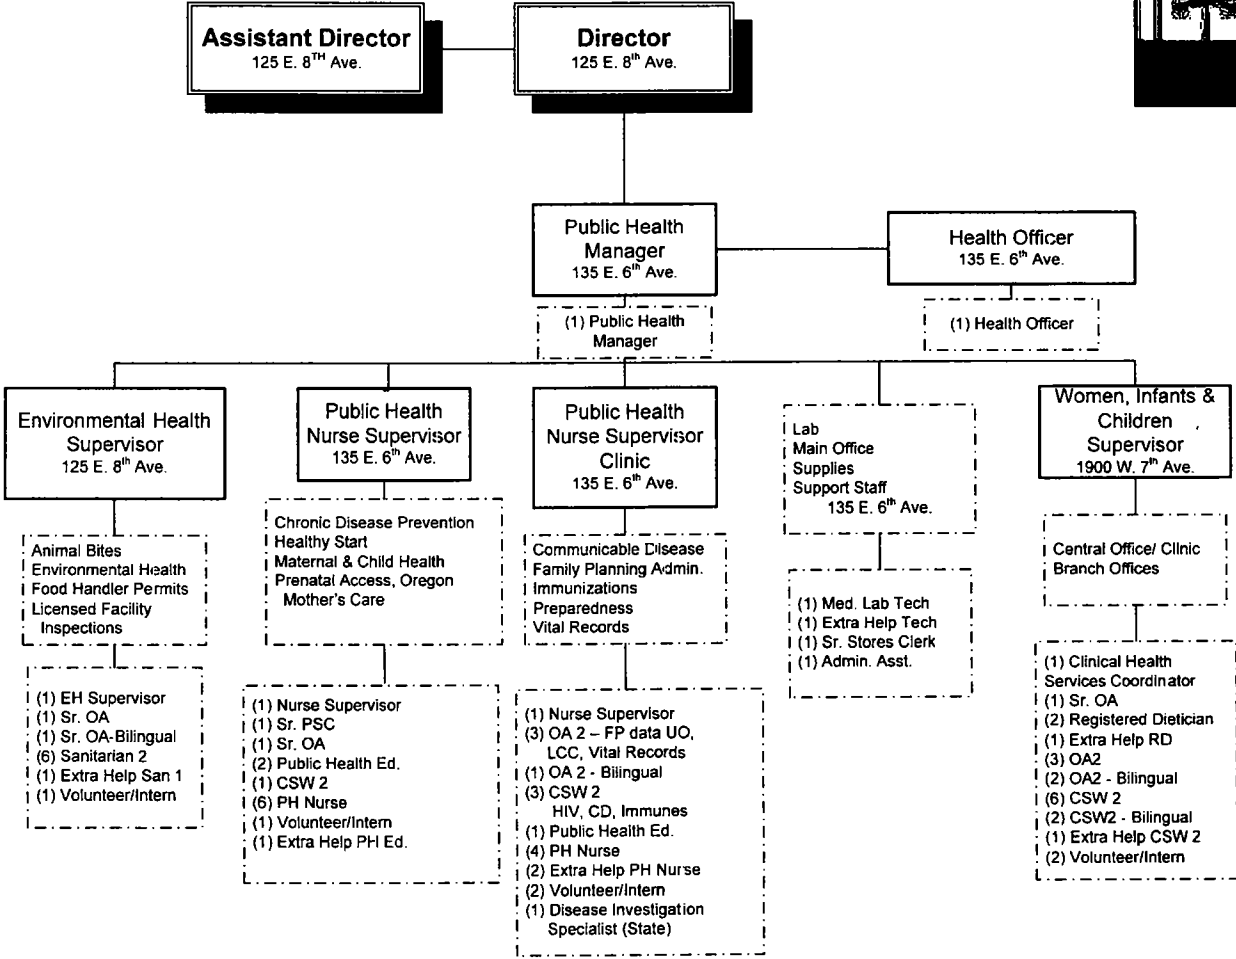 Assistant Director
125 E. 8TH Ave.
Director
125 E. 8th Ave.
Public Health
Manager
135 E. 6th Ave.
Health Officer
135 E. 6th Ave.
(1) Public Health
Manager
(1) Health Officer
Environmental Health
Supervisor
125 E. 8th Ave.
Animal Bites
Environmental Health
Food Handler Permits
Licensed Facility
Inspections
(1) EH Supervisor
(1) Sr. OA
(1) Sr. OA-Bilingual
(6) Sanitarian 2
(1) Extra Help San 1
(1) Volunteer/Intern
Public Health
Nurse Supervisor
135 E. 6th Ave.
Chronic Disease Prevention
Healthy Start
Maternal & Child Health
Prenatal Access, Oregon
Mother's Care
(1) Nurse Supervisor
(1) Sr. PSC
(1) Sr. OA
(2) Public Health Ed.
(1) CSW 2
(6) PH Nurse
(1) Volunteer/Intern
(1) Extra Help PH Ed.
Public Health
Nurse Supervisor
Clinic
135 E. 6th Ave.
Communicable Disease
Family Planning Admin.
Immunizations
Preparedness
Vital Records
(1) Nurse Supervisor
(3) OA 2 – FP data UO,
LCC, Vital Records
(1) OA 2 - Bilingual
(3) CSW 2
HIV, CD, Immunes
(1) Public Health Ed.
(4) PH Nurse
(2) Extra Help PH Nurse
(2) Volunteer/Intern
(1) Disease Investigation
Specialist (State)
Lab
Main Office
Supplies
Support Staff
135 E. 6th Ave.
(1) Med. Lab Tech
(1) Extra Help Tech
(1) Sr. Stores Clerk
(1) Admin. Asst.
Women, Infants &
Children
Supervisor
1900 W. 7th Ave.
Central Office/ Clinic
Branch Offices
(1) Clinical Health
Services Coordinator
(1) Sr. OA
(2) Registered Dietician
(1) Extra Help RD
(3) OA2
(2) OA2 - Bilingual
(6) CSW 2
(2) CSW2 - Bilingual
(1) Extra Help CSW 2
(2) Volunteer/Intern